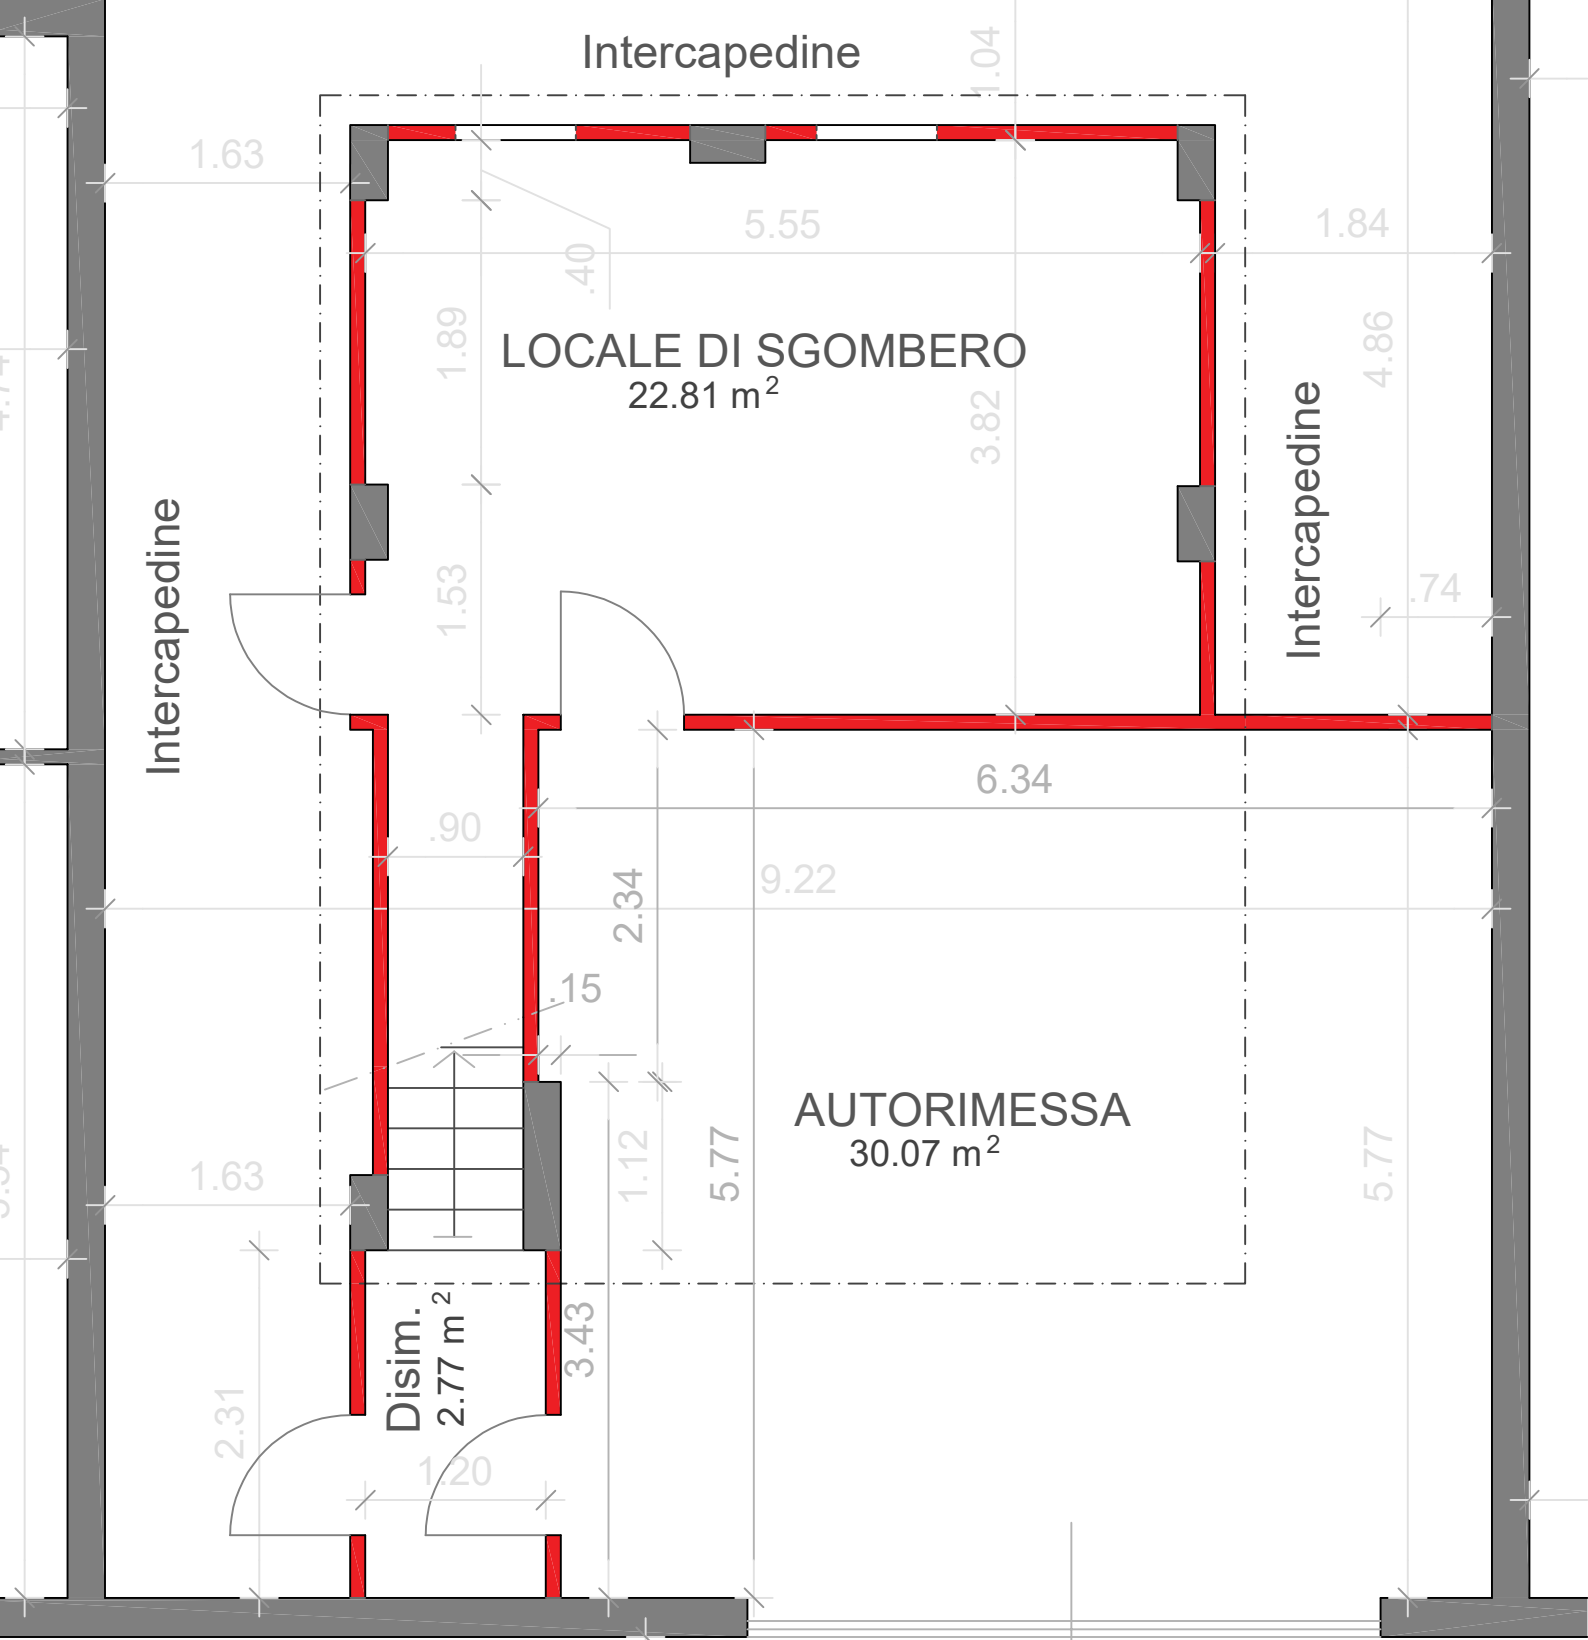 Intercapedine
1.04
1.63
5.55
1.84
.40
1.89
4.86
LOCALE DI SGOMBERO
22.81 m²
3.82
Intercapedine
Intercapedine
1.53
.74
6.34
.90
9.22
2.34
.15
AUTORIMESSA
30.07 m²
1.12
5.77
5.77
1.63
Disim.
2.77 m²
3.43
2.31
1.20